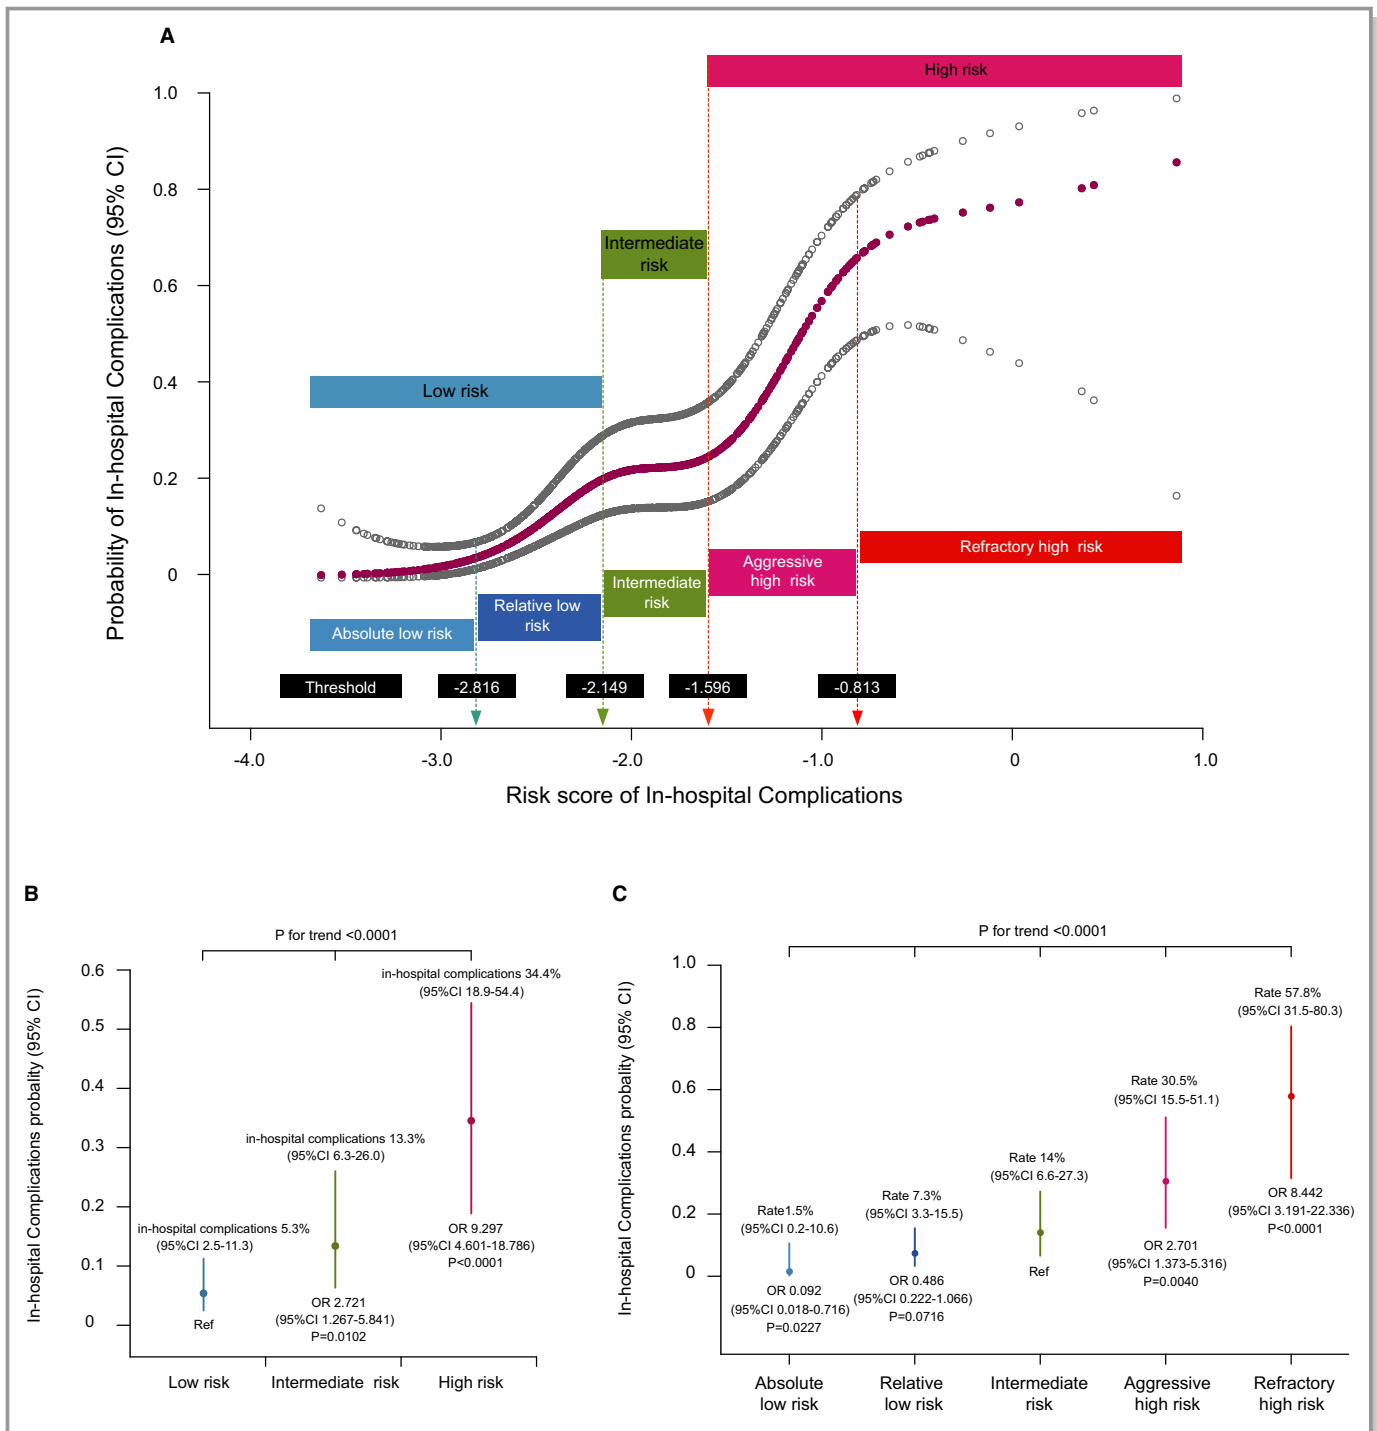 A
High risk
Intermediate
risk
Low risk
Probability of In-hospital Complications (95% CI)
1.0
0.8
0.6
0.4
0.2
0
Refractory high risk
Aggressive
high risk
Intermediate
risk
Relative low
risk
Absolute low risk
Threshold
-2.816
-2.149
-1.596
-0.813
-4.0
-3.0
-2.0
-1.0
0
1.0
Risk score of In-hospital Complications
B
P for trend <0.0001
In-hospital Complications probality (95% CI)
0.6
0.5
0.4
0.3
0.2
0.1
0
in-hospital complications 5.3%
(95%CI 2.5-11.3)
Ref
in-hospital complications 13.3%
(95%CI 6.3-26.0)
OR 2.721
(95%CI 1.267-5.841)
P=0.0102
in-hospital complications 34.4%
(95%CI 18.9-54.4)
OR 9.297
(95%CI 4.601-18.786)
P<0.0001
Low risk
Intermediate risk
High risk
C
P for trend <0.0001
In-hospital Complications probality (95% CI)
1.0
0.8
0.6
0.4
0.2
0
Rate1.5%
(95%CI 0.2-10.6)
OR 0.092
(95%CI 0.018-0.716)
P=0.0227
Rate 7.3%
(95%CI 3.3-15.5)
OR 0.486
(95%CI 0.222-1.066)
P=0.0716
Rate 14%
(95%CI 6.6-27.3)
Ref
Rate 30.5%
(95%CI 15.5-51.1)
OR 2.701
(95%CI 1.373-5.316)
P=0.0040
Rate 57.8%
(95%CI 31.5-80.3)
OR 8.442
(95%CI 3.191-22.336)
P<0.0001
Absolute
low risk
Relative
low risk
Intermediate
risk
Aggressive
high risk
Refractory
high risk